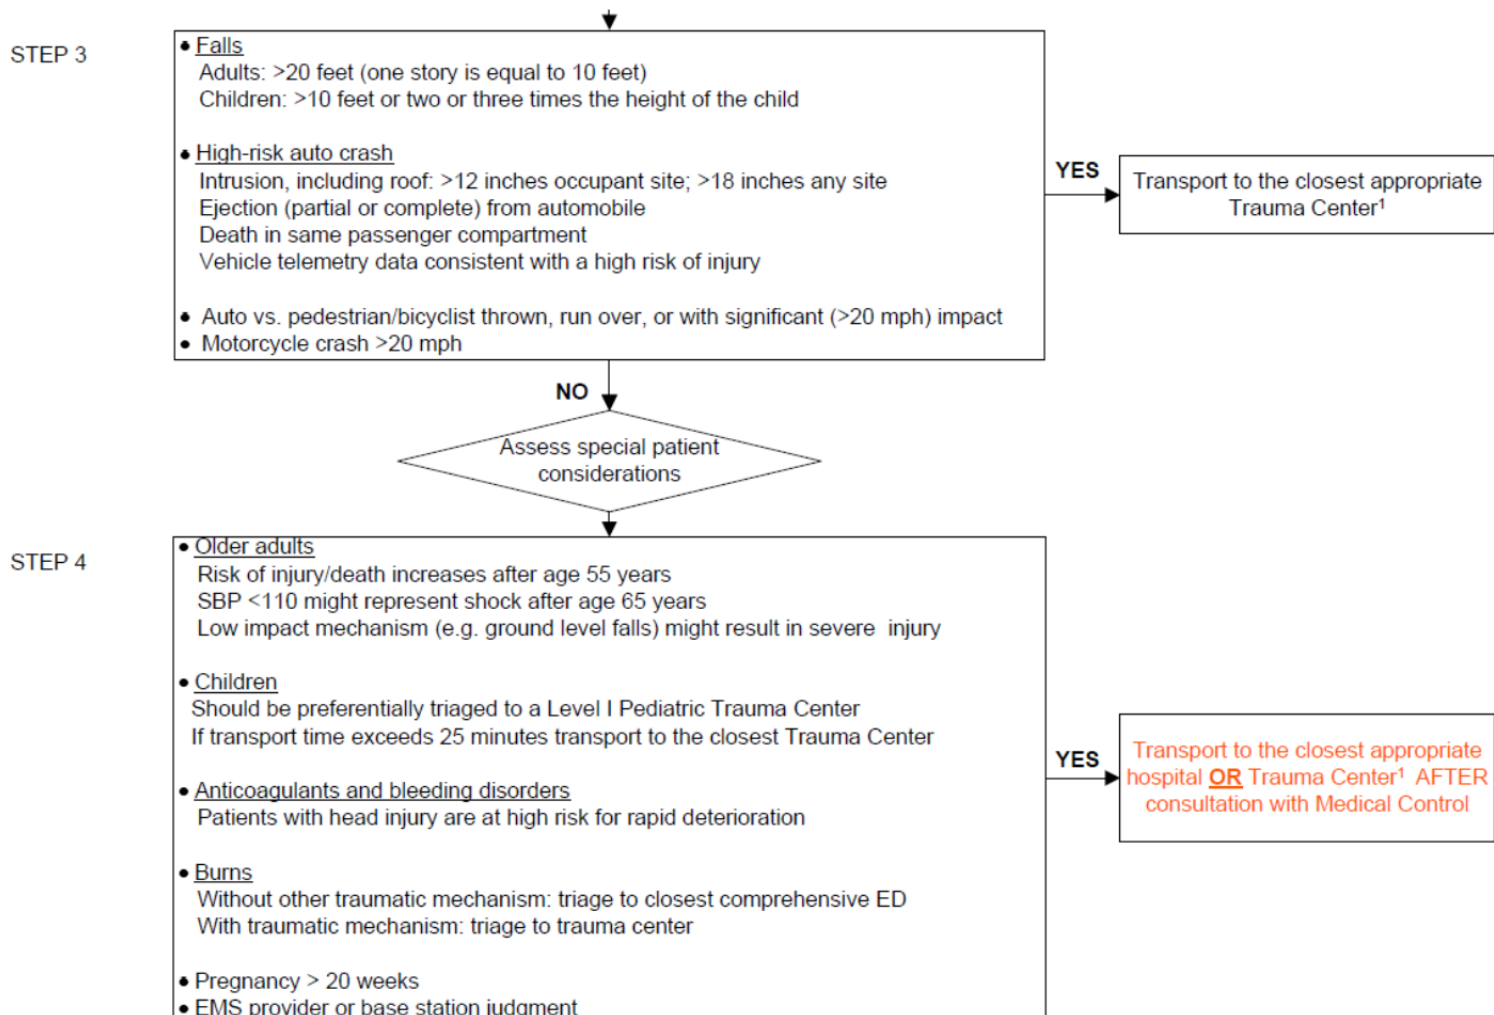 STEP 3
• Falls
Adults: >20 feet (one story is equal to 10 feet)
Children: >10 feet or two or three times the height of the child
• High-risk auto crash
Intrusion, including roof: >12 inches occupant site; >18 inches any site
Ejection (partial or complete) from automobile
Death in same passenger compartment
Vehicle telemetry data consistent with a high risk of injury
• Auto vs. pedestrian/bicyclist thrown, run over, or with significant (>20 mph) impact
• Motorcycle crash >20 mph
YES
Transport to the closest appropriate
Trauma Center¹
NO
Assess special patient
considerations
STEP 4
• Older adults
Risk of injury/death increases after age 55 years
SBP <110 might represent shock after age 65 years
Low impact mechanism (e.g. ground level falls) might result in severe injury
• Children
Should be preferentially triaged to a Level I Pediatric Trauma Center
If transport time exceeds 25 minutes transport to the closest Trauma Center
• Anticoagulants and bleeding disorders
Patients with head injury are at high risk for rapid deterioration
• Burns
Without other traumatic mechanism: triage to closest comprehensive ED
With traumatic mechanism: triage to trauma center
• Pregnancy > 20 weeks
• EMS provider or base station judgment
YES
Transport to the closest appropriate
hospital OR Trauma Center¹ AFTER
consultation with Medical Control